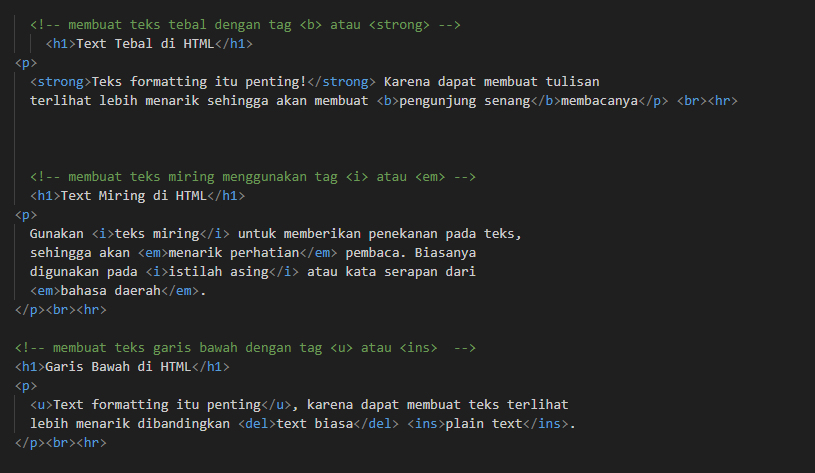 <!-- membuat teks tebal dengan tag <b> atau <strong> -->
<h1>Text Tebal di HTML</h1>
<p>
<strong>Teks formatting itu penting!</strong> Karena dapat membuat tulisan
terlihat lebih menarik sehingga akan membuat <b>pengunjung senang</b>membacanya</p> <br><hr>
<!-- membuat teks miring menggunakan tag <i> atau <em> -->
<h1>Text Miring di HTML</h1>
<p>
Gunakan <i>teks miring</i> untuk memberikan penekanan pada teks,
sehingga akan <em>menarik perhatian</em> pembaca. Biasanya
digunakan pada <i>istilah asing</i> atau kata serapan dari
<em>bahasa daerah</em>.
</p><br><hr>
<!-- membuat teks garis bawah dengan tag <u> atau <ins>  -->
<h1>Garis Bawah di HTML</h1>
<p>
<u>Text formatting itu penting</u>, karena dapat membuat teks terlihat
lebih menarik dibandingkan <del>text biasa</del> <ins>plain text</ins>.
</p><br><hr>